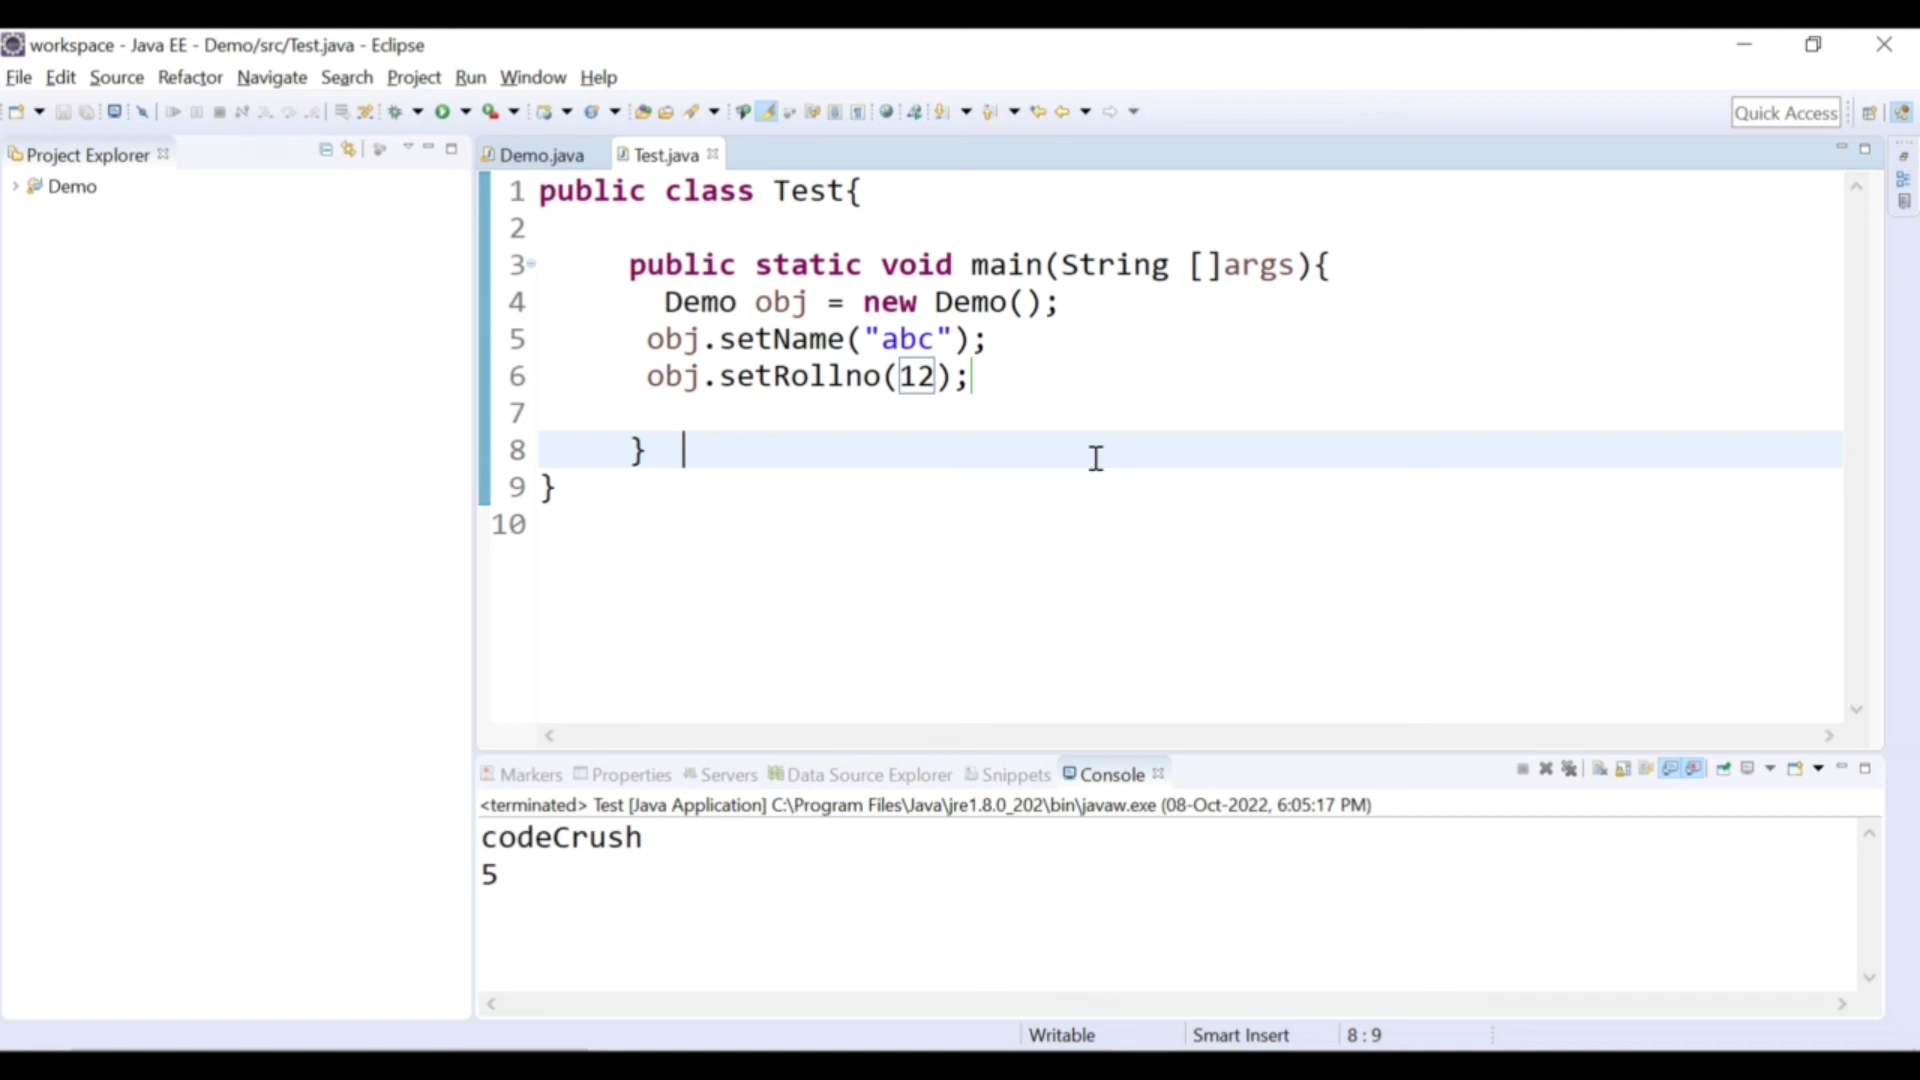 workspace - Java EE - Demo/src/Test.java - Eclipse
File Edit Source Refactor Navigate Search Project Run Window Help
Quick Access
Project Explorer
Demo
Demo.java
Test.java
1 public class Test{
2
3 public static void main(String []args){
4 Demo obj = new Demo();
5 obj.setName("abc");
6 obj.setRollno(12);
7
8 }
9 }
10
Markers Properties Servers Data Source Explorer Snippets Console
<terminated> Test [Java Application] C:\Program Files\Java\jre1.8.0_202\bin\javaw.exe (08-Oct-2022, 6:05:17 PM)
codeCrush
5
Writable Smart Insert 8 : 9